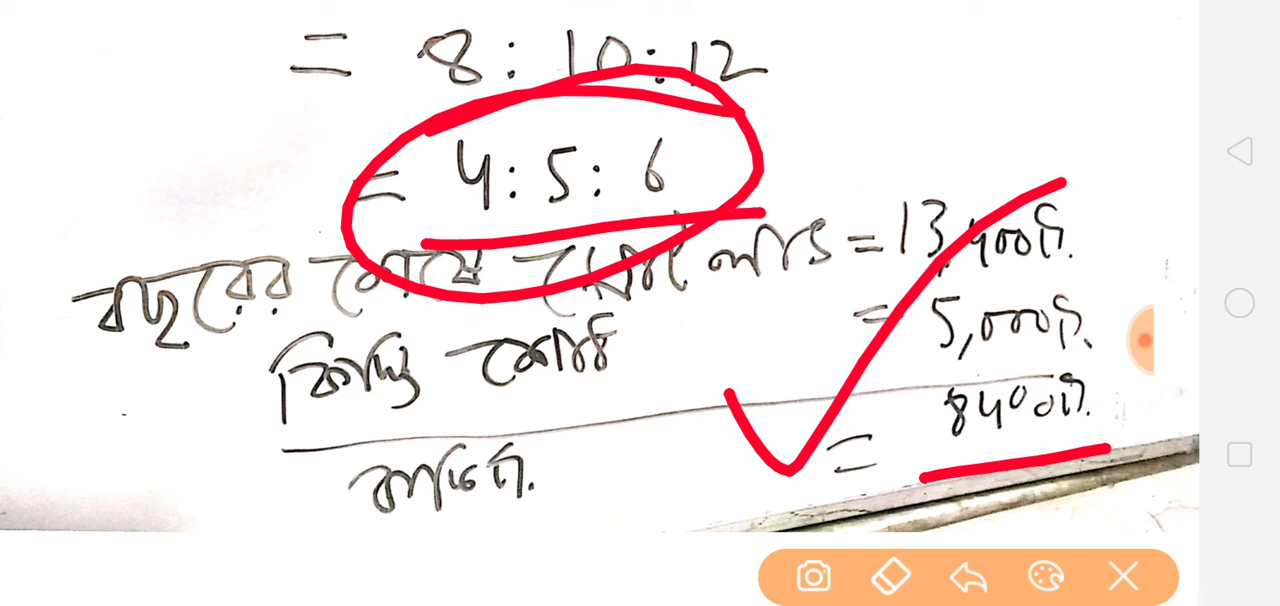 = 8 : 10 : 12
= 4 : 5 : 6
বছরের শেষে মোট লাভ = 13,400টা.
কিস্তি শোধ = 5,000টা.
বাকি টা. = 8400টা.